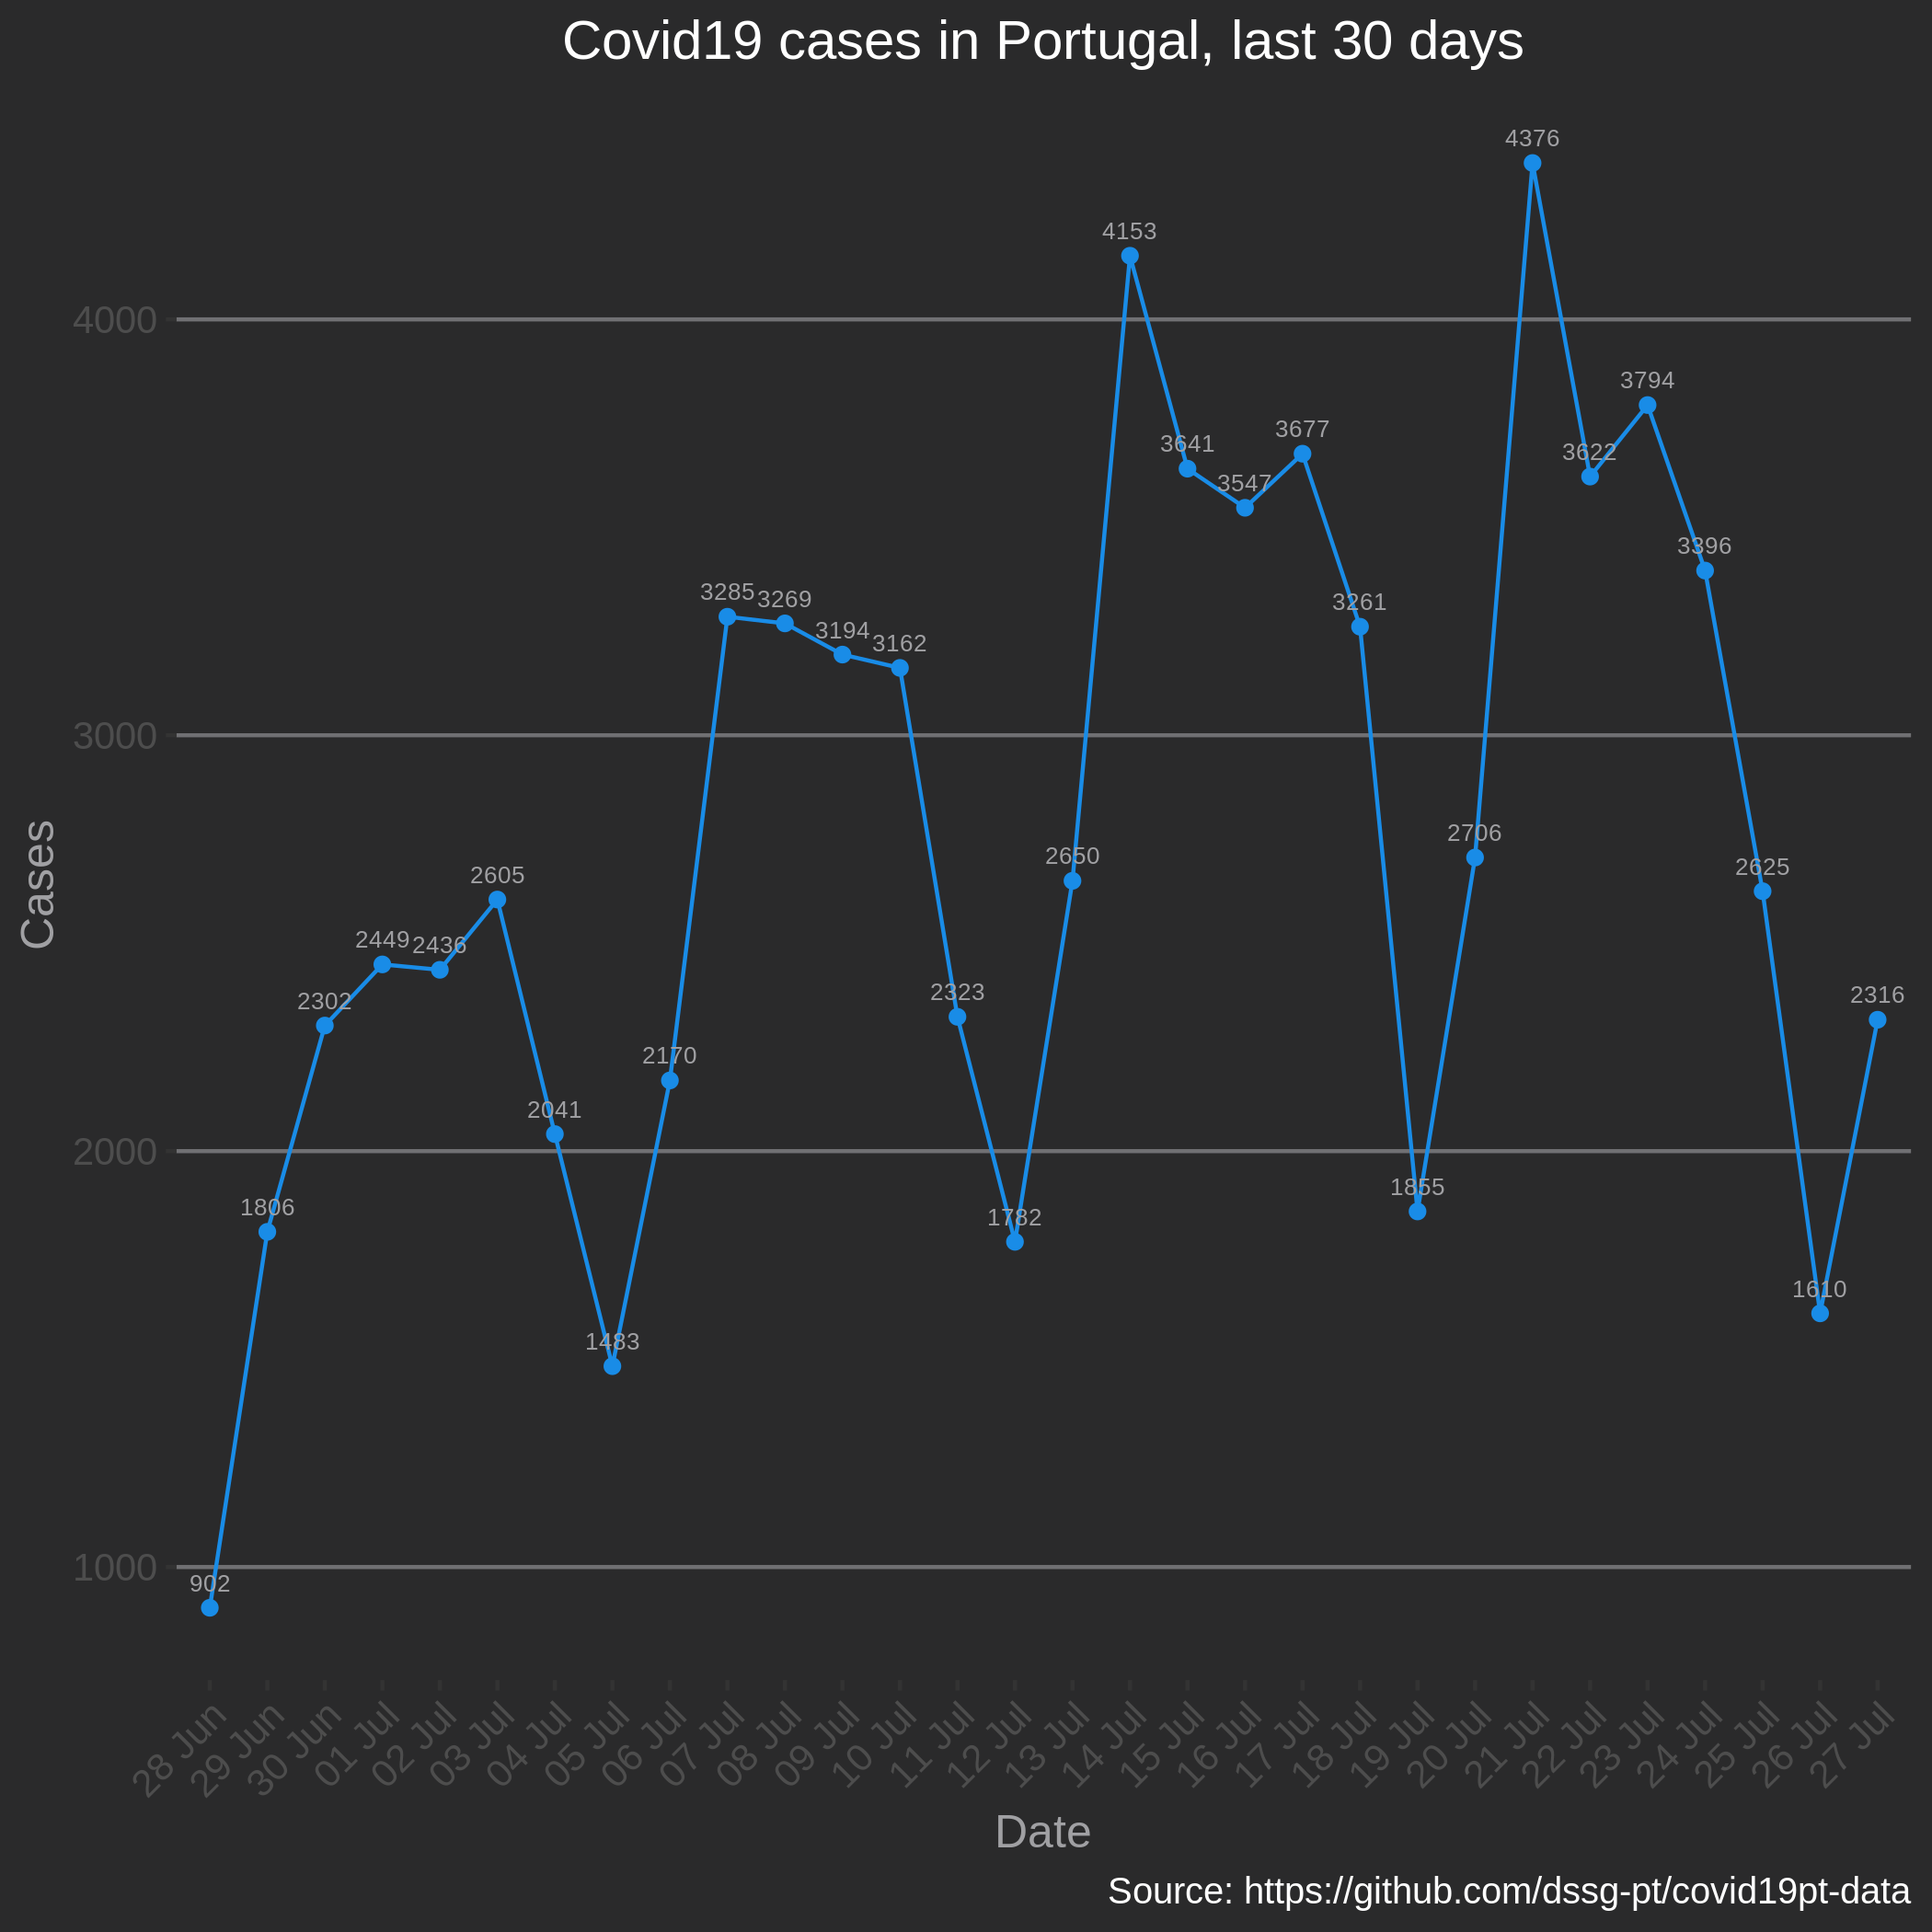 Covid19 cases in Portugal, last 30 days
4376
4153
4000
3794
3677
3641
3622
3547
3396
3285
3269
3261
3194
3162
3000
2706
2650
2625
2605
2449
2436
2323
2316
2302
2170
2041
2000
1855
1806
1782
1610
1483
1000
902
Cases
28 Jun
29 Jun
30 Jun
01 Jul
02 Jul
03 Jul
04 Jul
05 Jul
06 Jul
07 Jul
08 Jul
09 Jul
10 Jul
11 Jul
12 Jul
13 Jul
14 Jul
15 Jul
16 Jul
17 Jul
18 Jul
19 Jul
20 Jul
21 Jul
22 Jul
23 Jul
24 Jul
25 Jul
26 Jul
27 Jul
Date
Source: https://github.com/dssg-pt/covid19pt-data